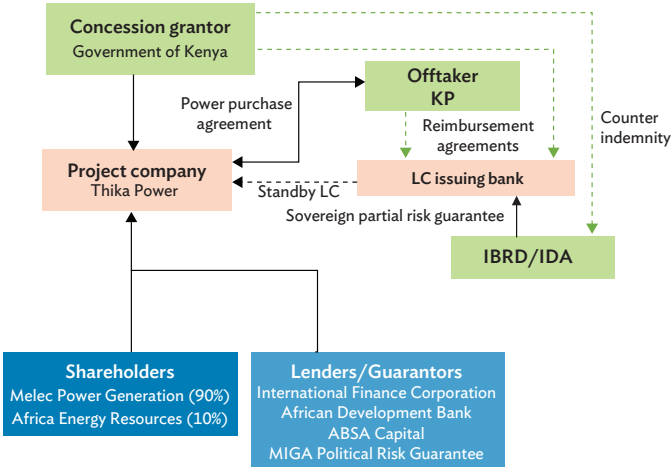 Concession grantor
Government of Kenya
Offtaker
KP
Power purchase
agreement
Counter
indemnity
Reimbursement
agreements
Project company
Thika Power
LC issuing bank
Standby LC
Sovereign partial risk guarantee
IBRD/IDA
Shareholders
Melec Power Generation (90%)
Africa Energy Resources (10%)
Lenders/Guarantors
International Finance Corporation
African Development Bank
ABSA Capital
MIGA Political Risk Guarantee